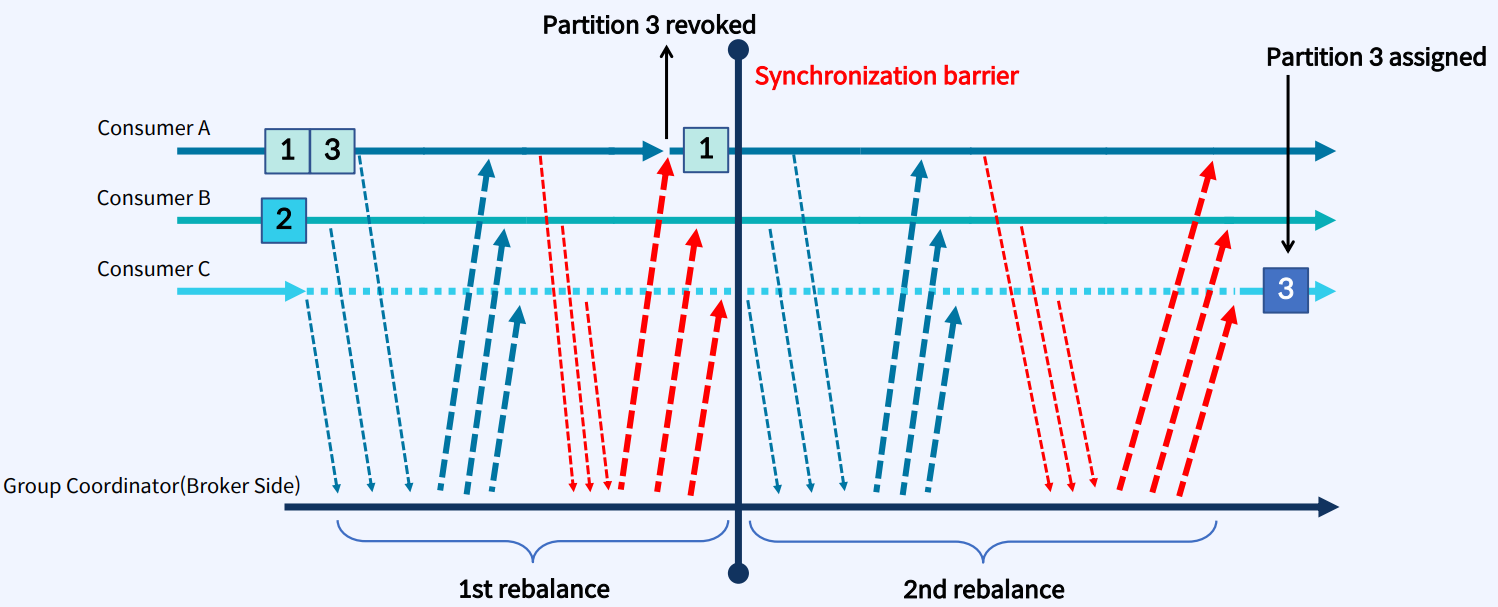 Partition 3 revoked
Synchronization barrier
Partition 3 assigned
Consumer A
1 3
1
Consumer B
2
Consumer C
3
Group Coordinator(Broker Side)
1st rebalance
2nd rebalance